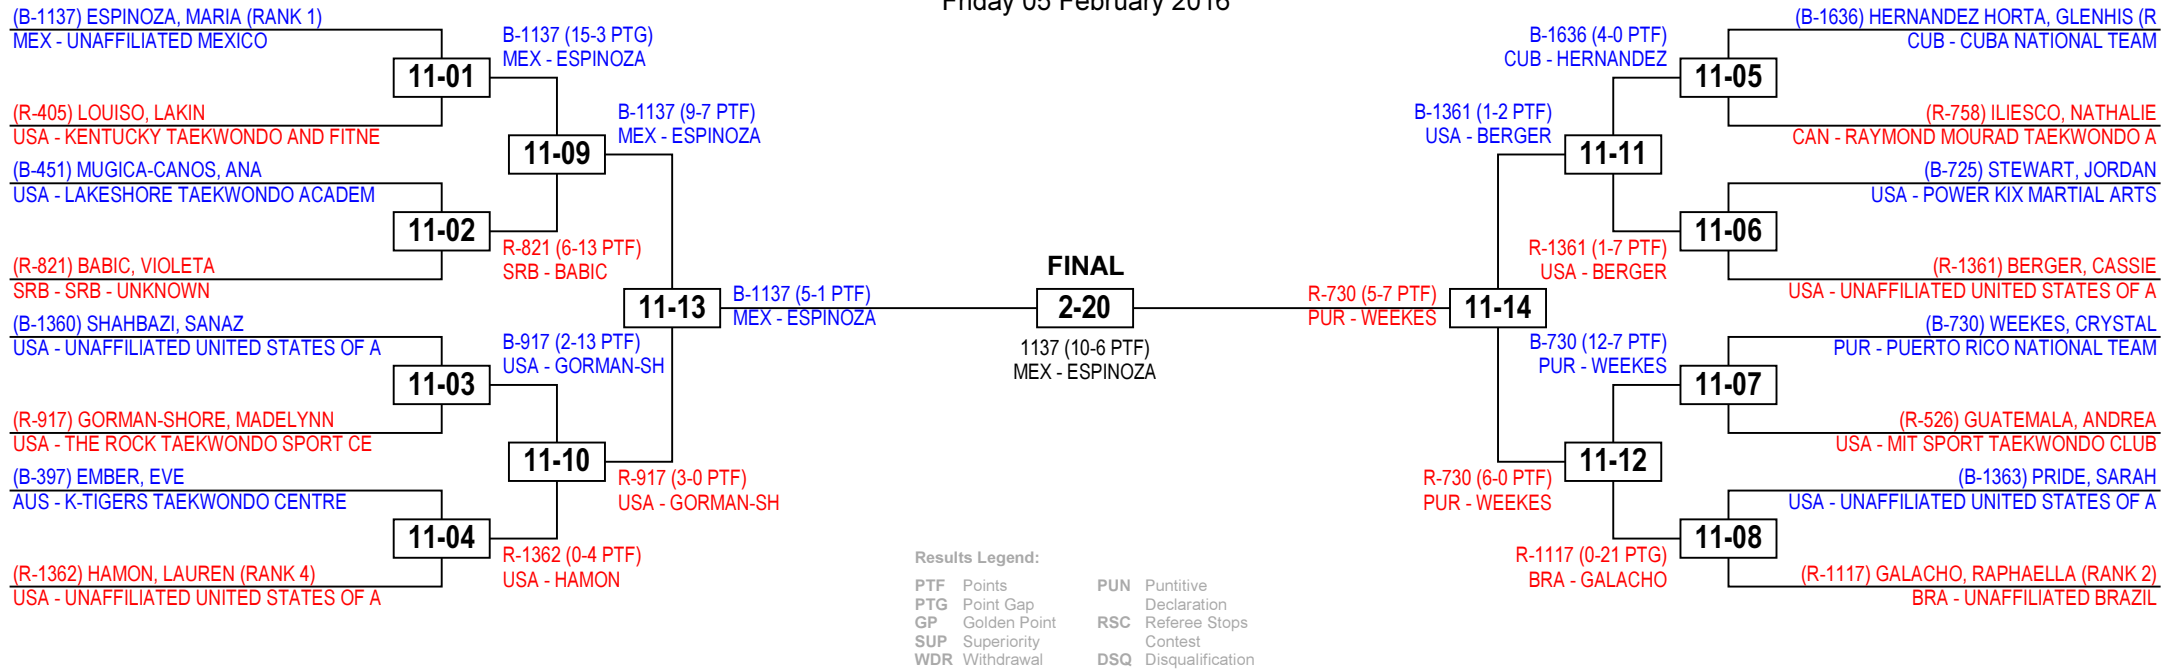 Friday 05 February 2016
(B-1137) ESPINOZA, MARIA (RANK 1)
MEX - UNAFFILIATED MEXICO
11-01
(R-405) LOUISO, LAKIN
USA - KENTUCKY TAEKWONDO AND FITNE
(B-451) MUGICA-CANOS, ANA
USA - LAKESHORE TAEKWONDO ACADEM
11-02
(R-821) BABIC, VIOLETA
SRB - SRB - UNKNOWN
(B-1360) SHAHBAZI, SANAZ
USA - UNAFFILIATED UNITED STATES OF A
11-03
(R-917) GORMAN-SHORE, MADELYNN
USA - THE ROCK TAEKWONDO SPORT CE
(B-397) EMBER, EVE
AUS - K-TIGERS TAEKWONDO CENTRE
11-04
(R-1362) HAMON, LAUREN (RANK 4)
USA - UNAFFILIATED UNITED STATES OF A
B-1137 (15-3 PTG)
MEX - ESPINOZA
11-09
R-821 (6-13 PTF)
SRB - BABIC
B-917 (2-13 PTF)
USA - GORMAN-SH
11-10
R-1362 (0-4 PTF)
USA - HAMON
B-1137 (9-7 PTF)
MEX - ESPINOZA
11-13
R-917 (3-0 PTF)
USA - GORMAN-SH
B-1137 (5-1 PTF)
MEX - ESPINOZA
FINAL
2-20
1137 (10-6 PTF)
MEX - ESPINOZA
R-730 (5-7 PTF)
PUR - WEEKES
B-1361 (1-2 PTF)
USA - BERGER
11-14
R-730 (6-0 PTF)
PUR - WEEKES
B-1636 (4-0 PTF)
CUB - HERNANDEZ
11-11
R-1361 (1-7 PTF)
USA - BERGER
B-730 (12-7 PTF)
PUR - WEEKES
11-12
R-1117 (0-21 PTG)
BRA - GALACHO
(B-1636) HERNANDEZ HORTA, GLENHIS (R
CUB - CUBA NATIONAL TEAM
11-05
(R-758) ILIESCO, NATHALIE
CAN - RAYMOND MOURAD TAEKWONDO A
(B-725) STEWART, JORDAN
USA - POWER KIX MARTIAL ARTS
11-06
(R-1361) BERGER, CASSIE
USA - UNAFFILIATED UNITED STATES OF A
(B-730) WEEKES, CRYSTAL
PUR - PUERTO RICO NATIONAL TEAM
11-07
(R-526) GUATEMALA, ANDREA
USA - MIT SPORT TAEKWONDO CLUB
(B-1363) PRIDE, SARAH
USA - UNAFFILIATED UNITED STATES OF A
11-08
(R-1117) GALACHO, RAPHAELLA (RANK 2)
BRA - UNAFFILIATED BRAZIL
Results Legend:
PTF Points
PTG Point Gap
GP Golden Point
SUP Superiority
WDR Withdrawal
PUN Puntitive
Declaration
RSC Referee Stops
Contest
DSQ Disqualification